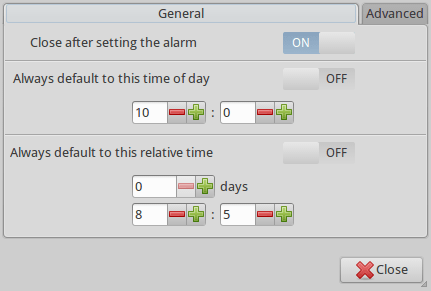 General Advanced
Close after setting the alarm ON
Always default to this time of day OFF
10 : 0
Always default to this relative time OFF
0 days
8 : 5
Close